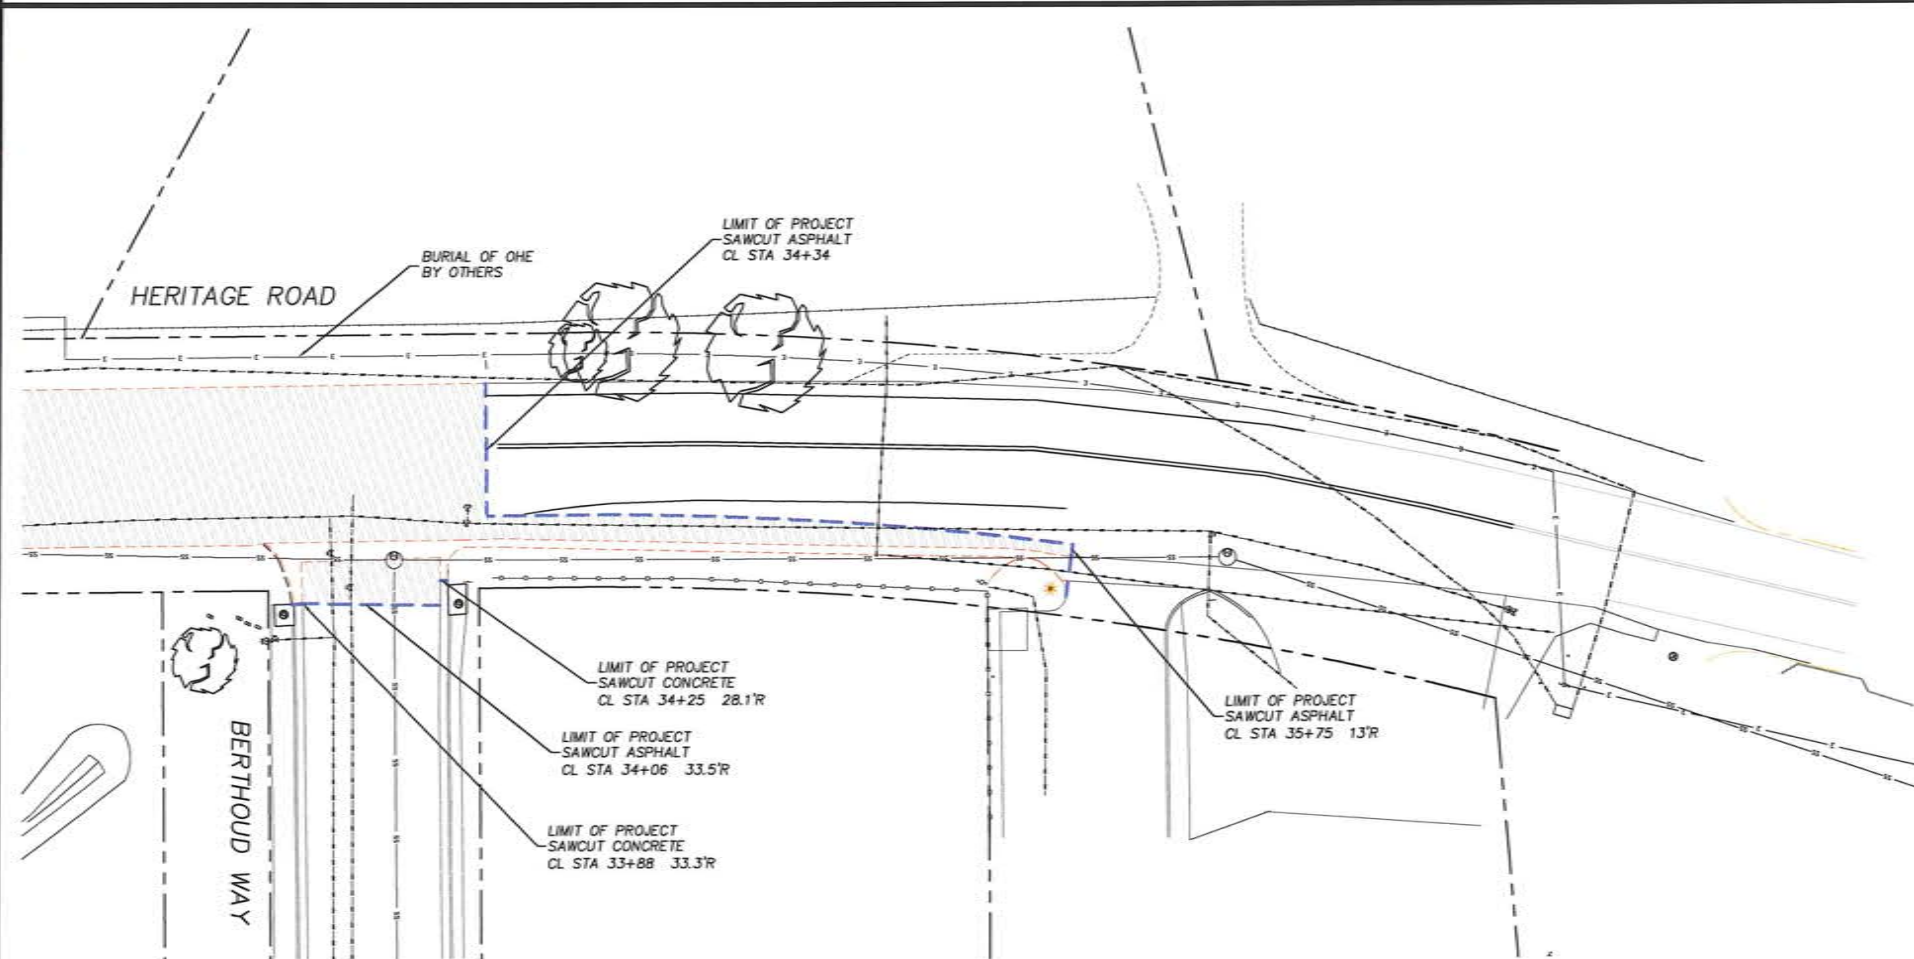 LIMIT OF PROJECT
SAWCUT ASPHALT
CL STA 34+34
BURIAL OF OHE
BY OTHERS
HERITAGE ROAD
LIMIT OF PROJECT
SAWCUT CONCRETE
CL STA 34+25 28.1'R
LIMIT OF PROJECT
SAWCUT ASPHALT
CL STA 35+75 13'R
LIMIT OF PROJECT
SAWCUT ASPHALT
CL STA 34+06 33.5'R
BERTHOUD WAY
LIMIT OF PROJECT
SAWCUT CONCRETE
CL STA 33+88 33.3'R